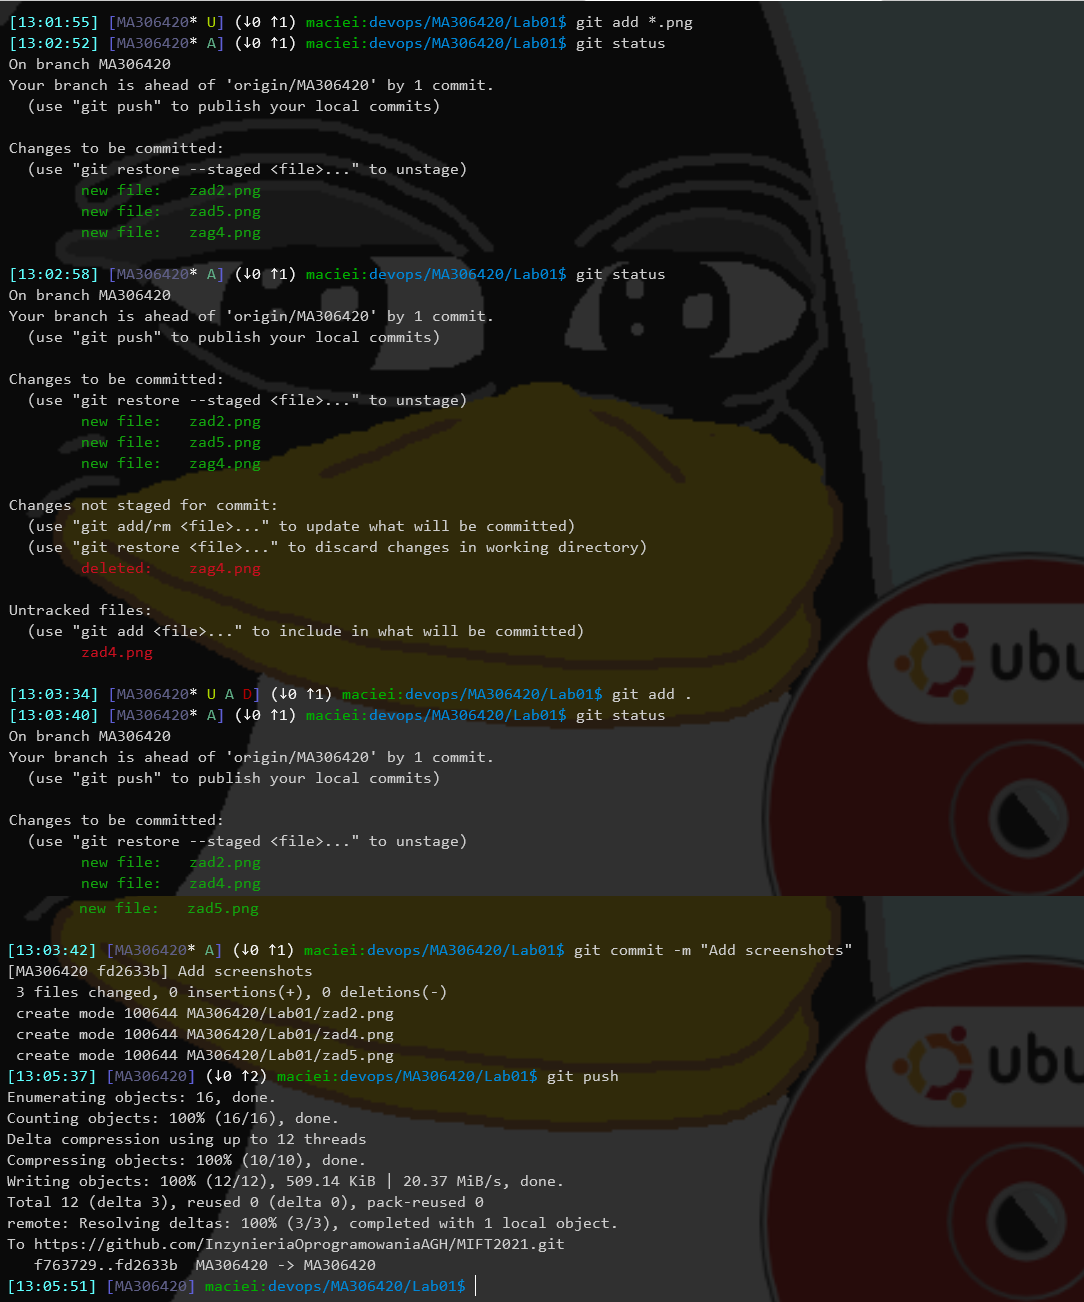 [13:01:55] [MA306420* U] (↓0 ↑1) maciei:devops/MA306420/Lab01$ git add *.png
[13:02:52] [MA306420* A] (↓0 ↑1) maciei:devops/MA306420/Lab01$ git status
On branch MA306420
Your branch is ahead of 'origin/MA306420' by 1 commit.
  (use "git push" to publish your local commits)

Changes to be committed:
  (use "git restore --staged <file>..." to unstage)
        new file:   zad2.png
        new file:   zad5.png
        new file:   zag4.png

[13:02:58] [MA306420* A] (↓0 ↑1) maciei:devops/MA306420/Lab01$ git status
On branch MA306420
Your branch is ahead of 'origin/MA306420' by 1 commit.
  (use "git push" to publish your local commits)

Changes to be committed:
  (use "git restore --staged <file>..." to unstage)
        new file:   zad2.png
        new file:   zad5.png
        new file:   zag4.png

Changes not staged for commit:
  (use "git add/rm <file>..." to update what will be committed)
  (use "git restore <file>..." to discard changes in working directory)
        deleted:    zag4.png

Untracked files:
  (use "git add <file>..." to include in what will be committed)
        zad4.png

ubu
[13:03:34] [MA306420* U A D] (↓0 ↑1) maciei:devops/MA306420/Lab01$ git add .
[13:03:40] [MA306420* A] (↓0 ↑1) maciei:devops/MA306420/Lab01$ git status
On branch MA306420
Your branch is ahead of 'origin/MA306420' by 1 commit.
  (use "git push" to publish your local commits)

Changes to be committed:
  (use "git restore --staged <file>..." to unstage)
        new file:   zad2.png
        new file:   zad4.png
        new file:   zad5.png

[13:03:42] [MA306420* A] (↓0 ↑1) maciei:devops/MA306420/Lab01$ git commit -m "Add screenshots"
[MA306420 fd2633b] Add screenshots
 3 files changed, 0 insertions(+), 0 deletions(-)
 create mode 100644 MA306420/Lab01/zad2.png
 create mode 100644 MA306420/Lab01/zad4.png
 create mode 100644 MA306420/Lab01/zad5.png
ubu
[13:05:37] [MA306420] (↓0 ↑2) maciei:devops/MA306420/Lab01$ git push
Enumerating objects: 16, done.
Counting objects: 100% (16/16), done.
Delta compression using up to 12 threads
Compressing objects: 100% (10/10), done.
Writing objects: 100% (12/12), 509.14 KiB | 20.37 MiB/s, done.
Total 12 (delta 3), reused 0 (delta 0), pack-reused 0
remote: Resolving deltas: 100% (3/3), completed with 1 local object.
To https://github.com/InzynieriaOprogramowaniaAGH/MIFT2021.git
   f763729..fd2633b  MA306420 -> MA306420
[13:05:51] [MA306420] maciei:devops/MA306420/Lab01$